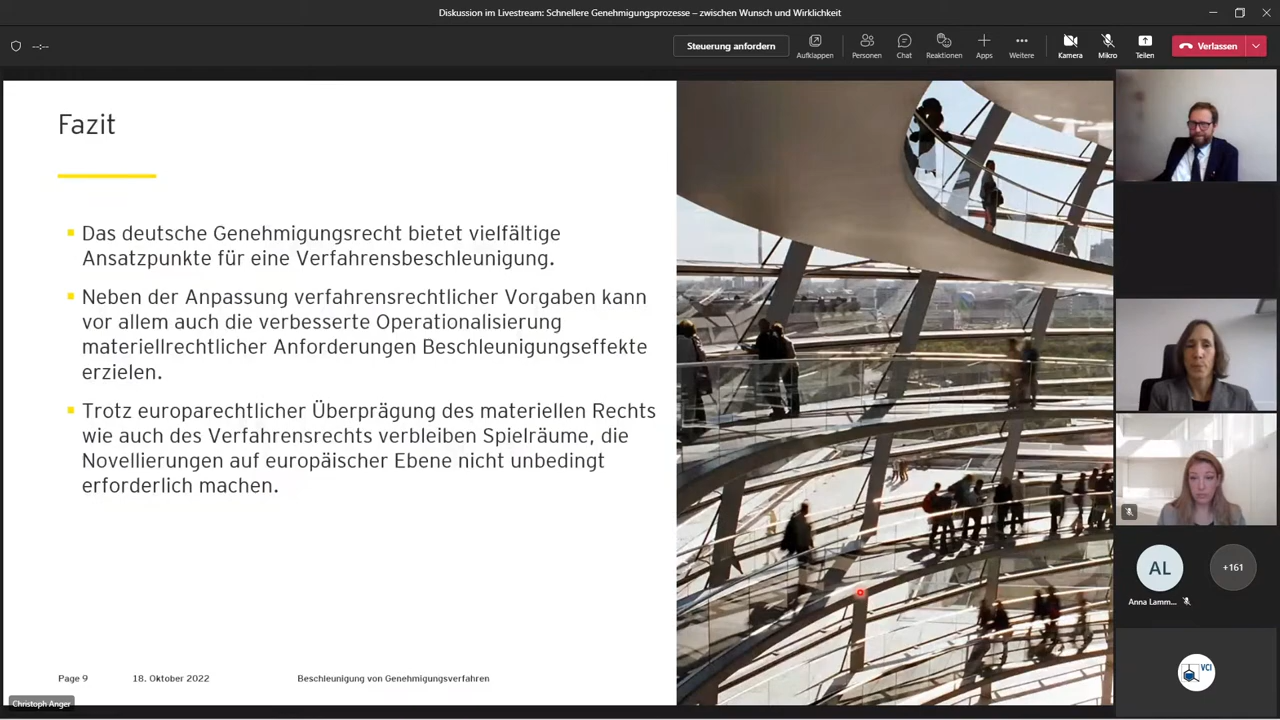 Diskussion im Livestream: Schnellere Genehmigungsprozesse – zwischen Wunsch und Wirklichkeit
--:--
Steuerung anfordern
Aufklappen
Personen
Chat
Reaktionen
Apps
Weitere
Kamera
Mikro
Teilen
Verlassen
Fazit
Das deutsche Genehmigungsrecht bietet vielfältige
Ansatzpunkte für eine Verfahrensbeschleunigung.
Neben der Anpassung verfahrensrechtlicher Vorgaben kann
vor allem auch die verbesserte Operationalisierung
materiellrechtlicher Anforderungen Beschleunigungseffekte
erzielen.
Trotz europarechtlicher Überprägung des materiellen Rechts
wie auch des Verfahrensrechts verbleiben Spielräume, die
Novellierungen auf europäischer Ebene nicht unbedingt
erforderlich machen.
Page 9
18. Oktober 2022
Beschleunigung von Genehmigungsverfahren
Christoph Anger
AL
+161
Anna Lamm...
VCI